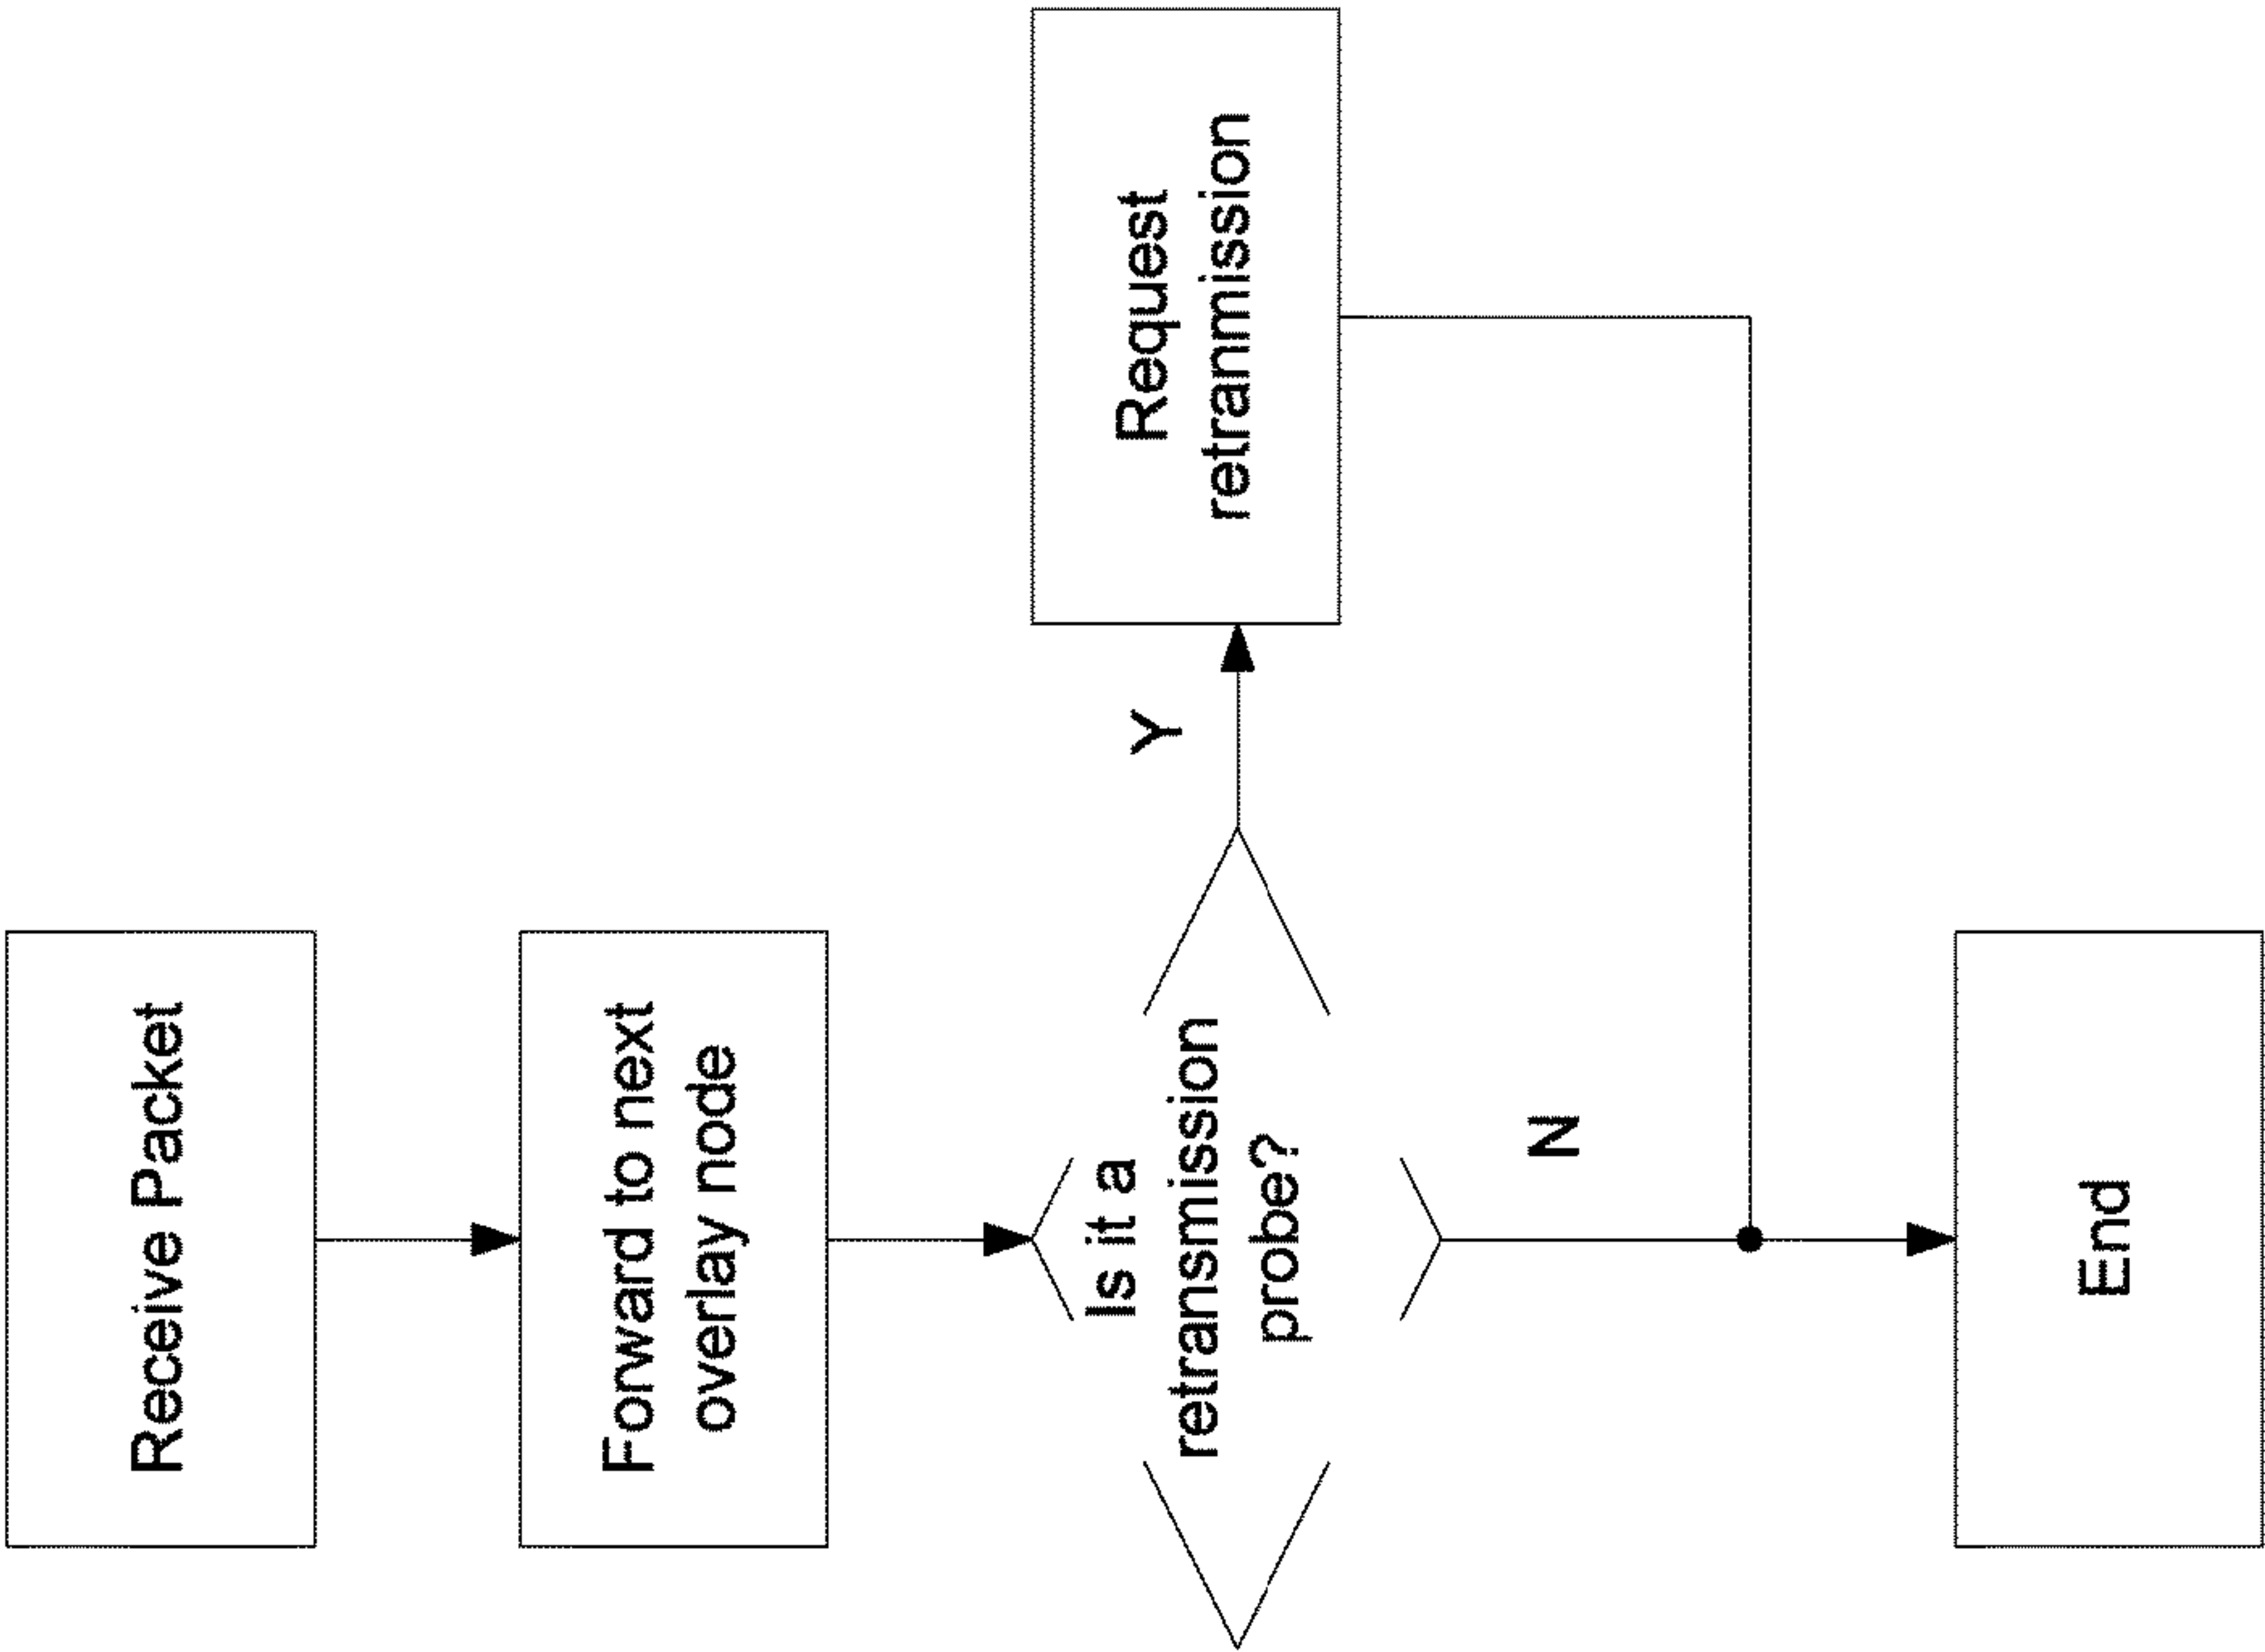 Receive Packet
Forward to next
overlay node
Is it a
retransmission
probe?
Y
Request
retranmission
N
End